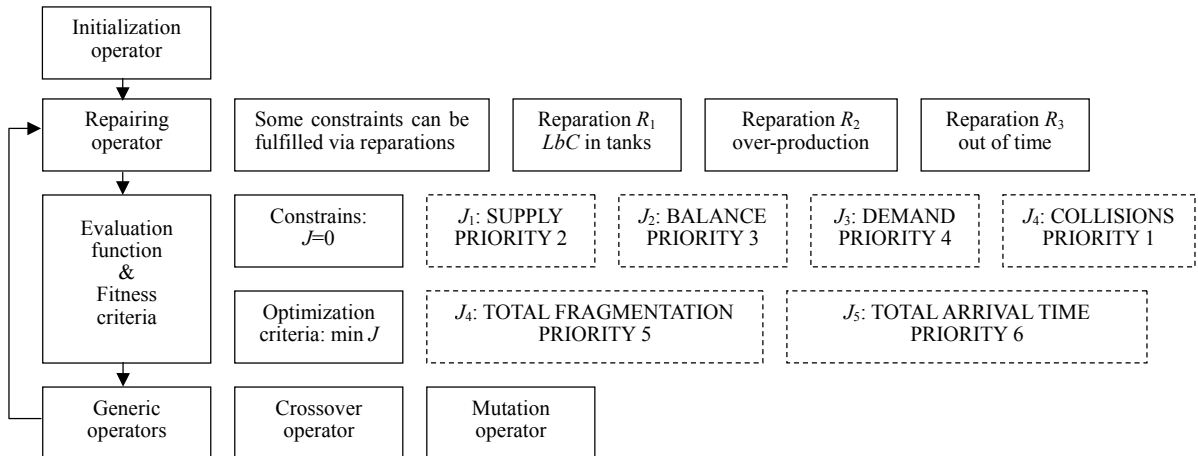 Initialization
operator
Repairing
operator
Some constraints can be
fulfilled via reparations
Reparation R₁
LbC in tanks
Reparation R₂
over-production
Reparation R₃
out of time
Evaluation
function
&
Fitness
criteria
Constrains:
J=0
J₁: SUPPLY
PRIORITY 2
J₂: BALANCE
PRIORITY 3
J₃: DEMAND
PRIORITY 4
J₄: COLLISIONS
PRIORITY 1
Optimization
criteria: min J
J₄: TOTAL FRAGMENTATION
PRIORITY 5
J₅: TOTAL ARRIVAL TIME
PRIORITY 6
Generic
operators
Crossover
operator
Mutation
operator